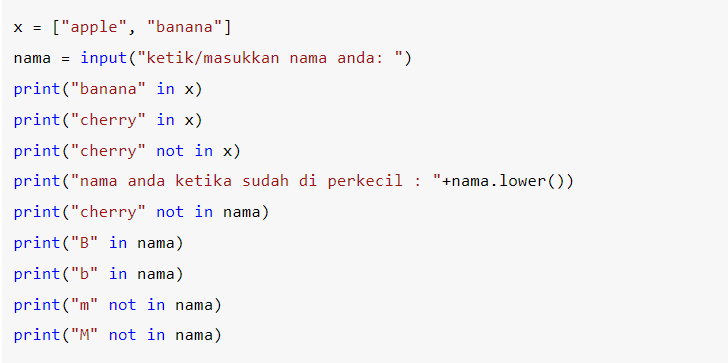 x = ["apple", "banana"]
nama = input("ketik/masukkan nama anda: ")
print("banana" in x)
print("cherry" in x)
print("cherry" not in x)
print("nama anda ketika sudah di perkecil : "+nama.lower())
print("cherry" not in nama)
print("B" in nama)
print("b" in nama)
print("m" not in nama)
print("M" not in nama)